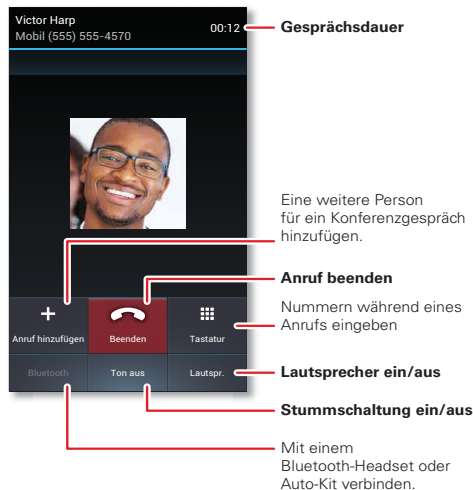 Victor Harp
Mobil (555) 555-4570
00:12
Gesprächsdauer
Eine weitere Person
für ein Konferenzgespräch
hinzufügen.
Anruf beenden
Nummern während eines
Anrufs eingeben
Anruf hinzufügen
Beenden
Tastatur
Bluetooth
Ton aus
Lautspr.
Lautsprecher ein/aus
Stummschaltung ein/aus
Mit einem
Bluetooth-Headset oder
Auto-Kit verbinden.